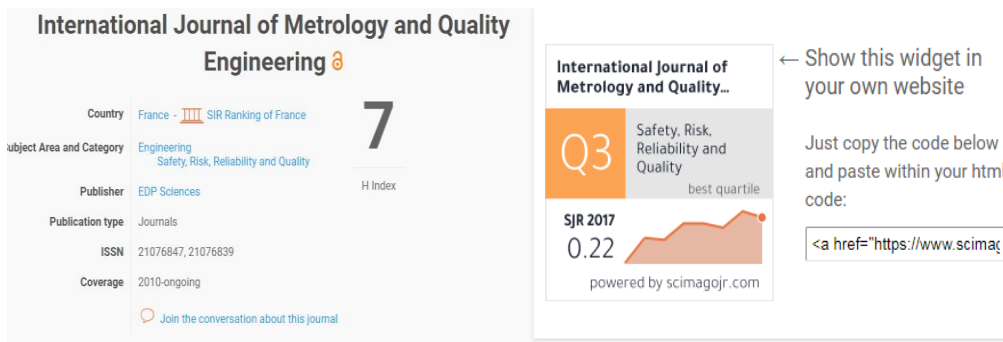 International Journal of Metrology and Quality
Engineering
Country France - SIR Ranking of France
7
H Index
ubject Area and Category Engineering
Safety, Risk, Reliability and Quality
Publisher EDP Sciences
Publication type Journals
ISSN 21076847, 21076839
Coverage 2010-ongoing
Join the conversation about this journal
International Journal of
Metrology and Quality...
Q3
Safety, Risk,
Reliability and
Quality
best quartile
SJR 2017
0.22
powered by scimagojr.com
← Show this widget in
your own website
Just copy the code below
and paste within your html
code:
<a href="https://www.scimag